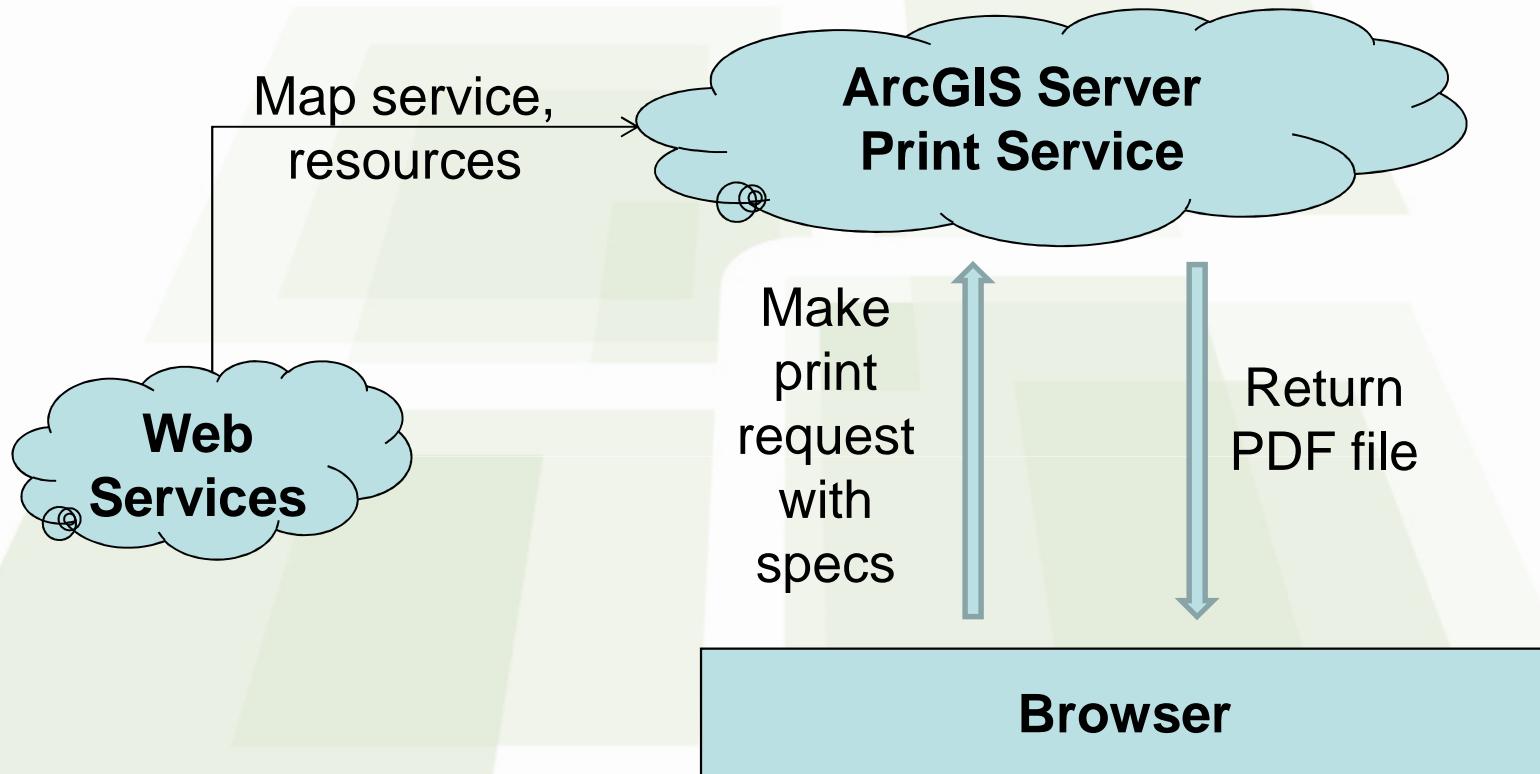 Map service,
resources
ArcGIS Server
Print Service
Web
Services
Make
print
request
with
specs
Return
PDF file
Browser